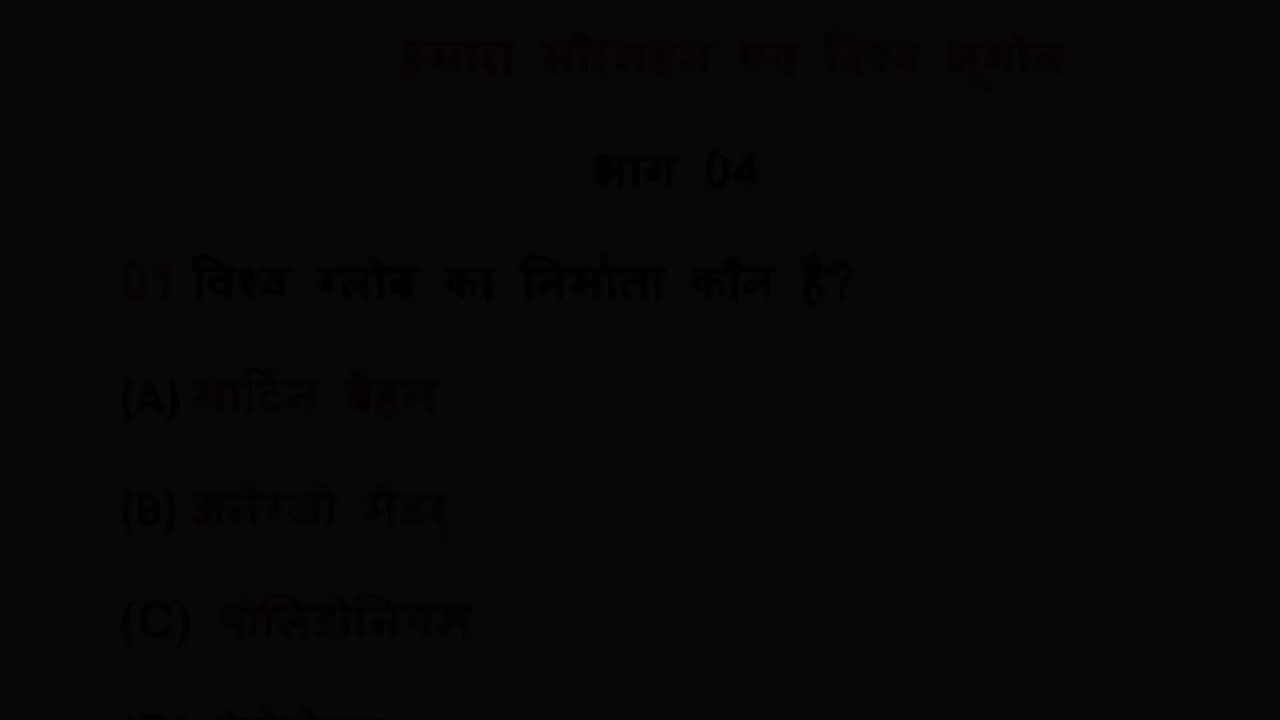 हमारा सौरमंडल एवं विश्व भूगोल
भाग 04
01.विश्व ग्लोब का निर्माता कौन है?
(A) मार्टिन बैहम
(B) अनेग्जी मेंडर्
(C) पोसिडोनियम